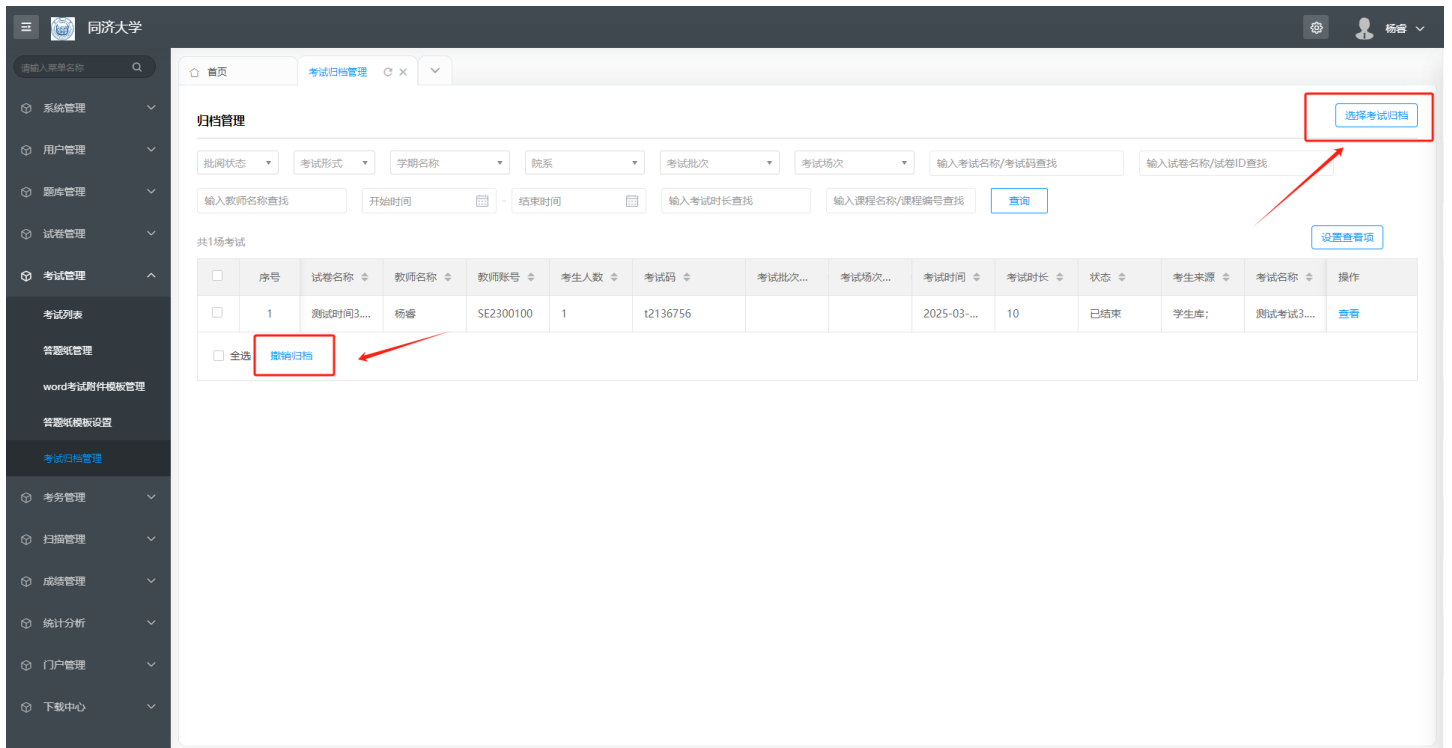 同济大学
杨睿
请输入菜单名称
系统管理
用户管理
题库管理
试卷管理
考试管理
考试列表
答题纸管理
word考试附件模板管理
答题纸模板设置
考试归档管理
考务管理
扫描管理
成绩管理
统计分析
门户管理
下载中心
首页 考试归档管理
归档管理 选择考试归档
批阅状态 考试形式 学期名称 院系 考试批次 考试场次 输入考试名称/考试码查找 输入试卷名称/试卷ID查找
输入教师名称查找 开始时间 - 结束时间 输入考试时长查找 输入课程名称/课程编号查找 查询
共1场考试 设置查看项
序号 试卷名称 教师名称 教师账号 考生人数 考试码 考试批次... 考试场次... 考试时间 考试时长 状态 考生来源 考试名称 操作
1 测试时间3.... 杨睿 SE2300100 1 t2136756 2025-03-... 10 已结束 学生库; 测试考试3.... 查看
全选 撤销归档